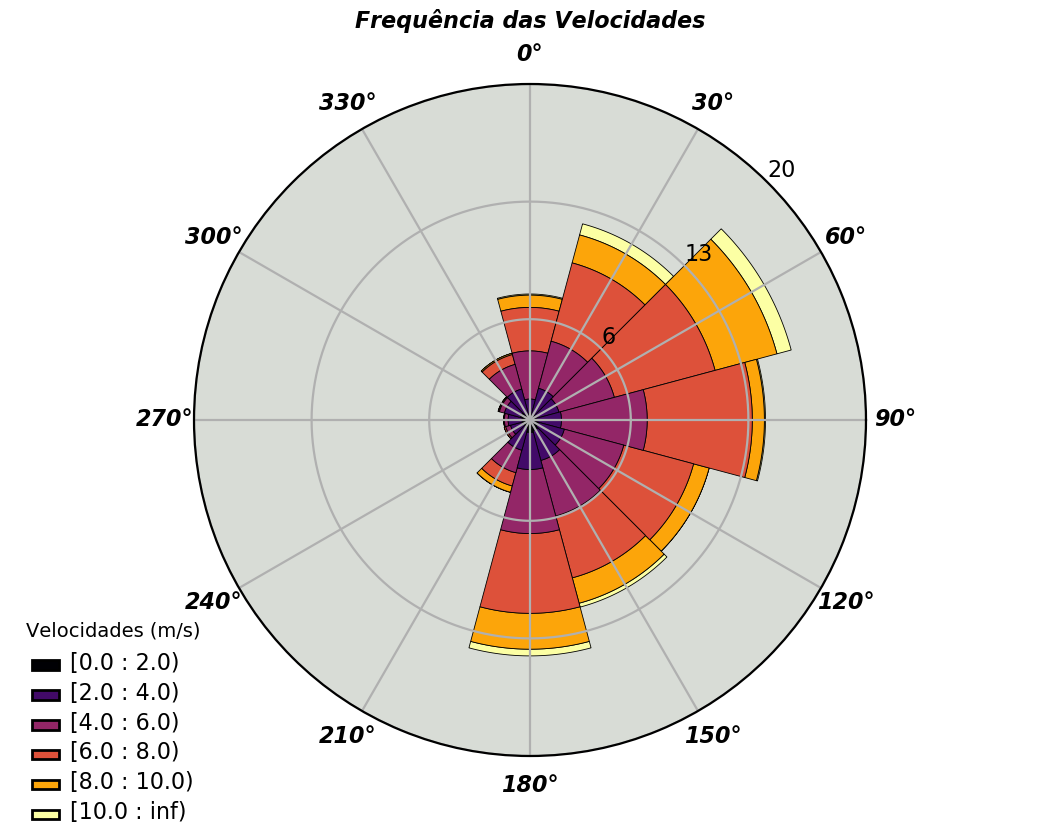 Frequência das Velocidades
0°
30°
60°
90°
120°
150°
180°
210°
240°
270°
300°
330°
20
13
6
Velocidades (m/s)
[0.0 : 2.0)
[2.0 : 4.0)
[4.0 : 6.0)
[6.0 : 8.0)
[8.0 : 10.0)
[10.0 : inf)